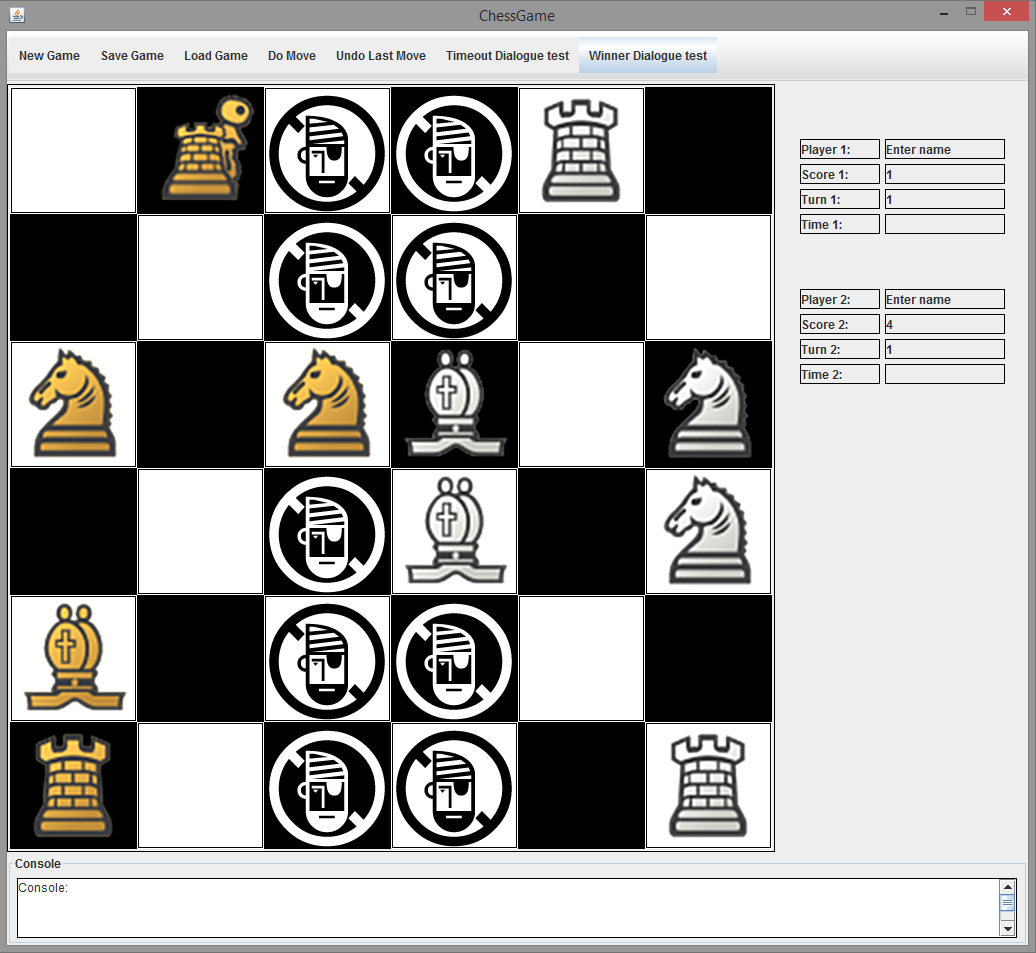 ChessGame
New Game Save Game Load Game Do Move Undo Last Move Timeout Dialogue test Winner Dialogue test
Player 1: Enter name
Score 1: 1
Turn 1: 1
Time 1:
Player 2: Enter name
Score 2: 4
Turn 2: 1
Time 2:
Console
Console: